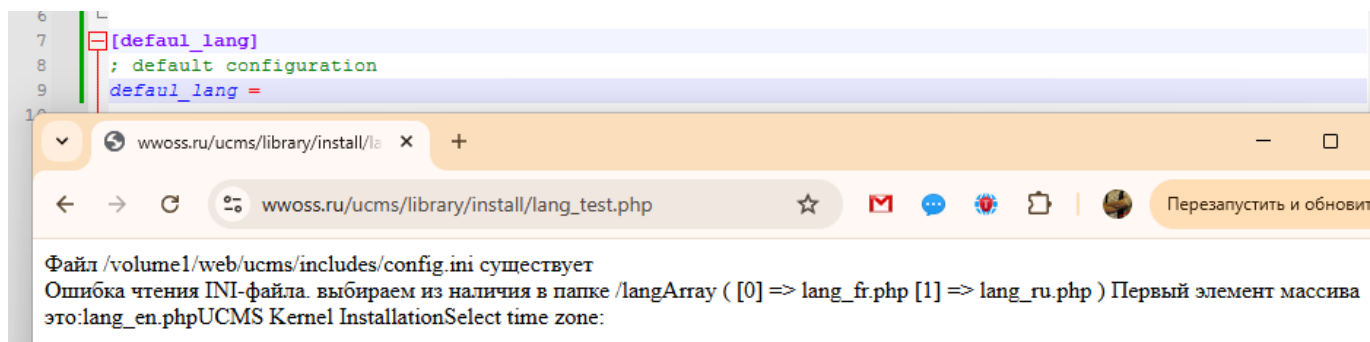 6
7 [defaul_lang]
8 ; default configuration
9 defaul_lang =
wwoss.ru/ucms/library/install/la
wwoss.ru/ucms/library/install/lang_test.php
Перезапустить и обновит
Файл /volume1/web/ucms/includes/config.ini существует
Ошибка чтения INI-файла. выбираем из наличия в папке /langArray ( [0] => lang_fr.php [1] => lang_ru.php ) Первый элемент массива
это:lang_en.phpUCMS Kernel InstallationSelect time zone: